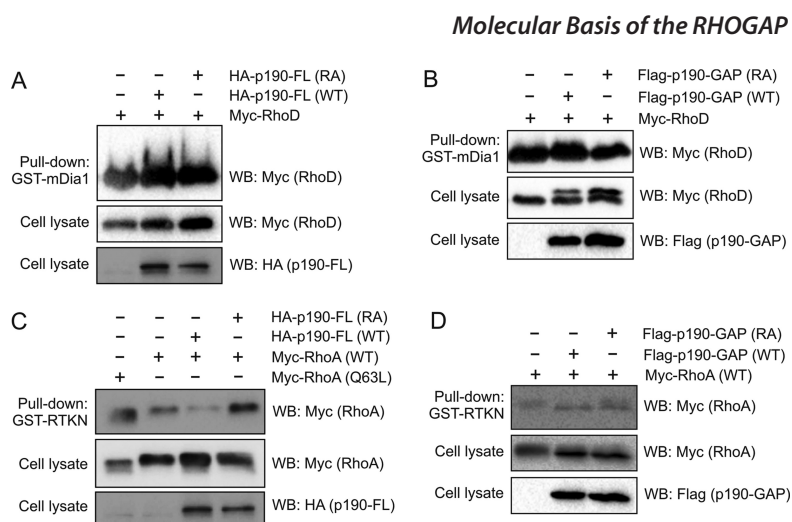 Molecular Basis of the RHOGAP
A
– – + HA-p190-FL (RA)
– + – HA-p190-FL (WT)
+ + + Myc-RhoD
Pull-down:
GST-mDia1
WB: Myc (RhoD)
Cell lysate
WB: Myc (RhoD)
Cell lysate
WB: HA (p190-FL)
B
– – + Flag-p190-GAP (RA)
– + – Flag-p190-GAP (WT)
+ + + Myc-RhoD
Pull-down:
GST-mDia1
WB: Myc (RhoD)
Cell lysate
WB: Myc (RhoD)
Cell lysate
WB: Flag (p190-GAP)
C
– – – + HA-p190-FL (RA)
– – + – HA-p190-FL (WT)
– + + + Myc-RhoA (WT)
+ – – – Myc-RhoA (Q63L)
Pull-down:
GST-RTKN
WB: Myc (RhoA)
Cell lysate
WB: Myc (RhoA)
Cell lysate
WB: HA (p190-FL)
D
– – + Flag-p190-GAP (RA)
– + – Flag-p190-GAP (WT)
+ + + Myc-RhoA (WT)
Pull-down:
GST-RTKN
WB: Myc (RhoA)
Cell lysate
WB: Myc (RhoA)
Cell lysate
WB: Flag (p190-GAP)